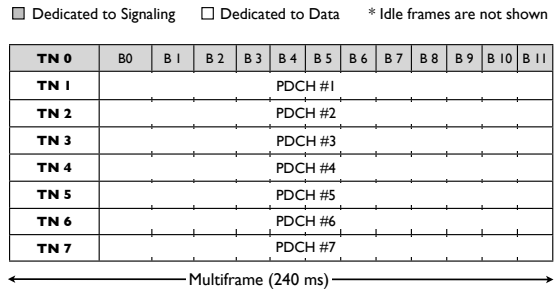 Dedicated to Signaling Dedicated to Data * Idle frames are not shown
TN 0 B0 B 1 B 2 B 3 B 4 B 5 B 6 B 7 B 8 B 9 B 10 B 11
TN 1 PDCH #1
TN 2 PDCH #2
TN 3 PDCH #3
TN 4 PDCH #4
TN 5 PDCH #5
TN 6 PDCH #6
TN 7 PDCH #7
Multiframe (240 ms)